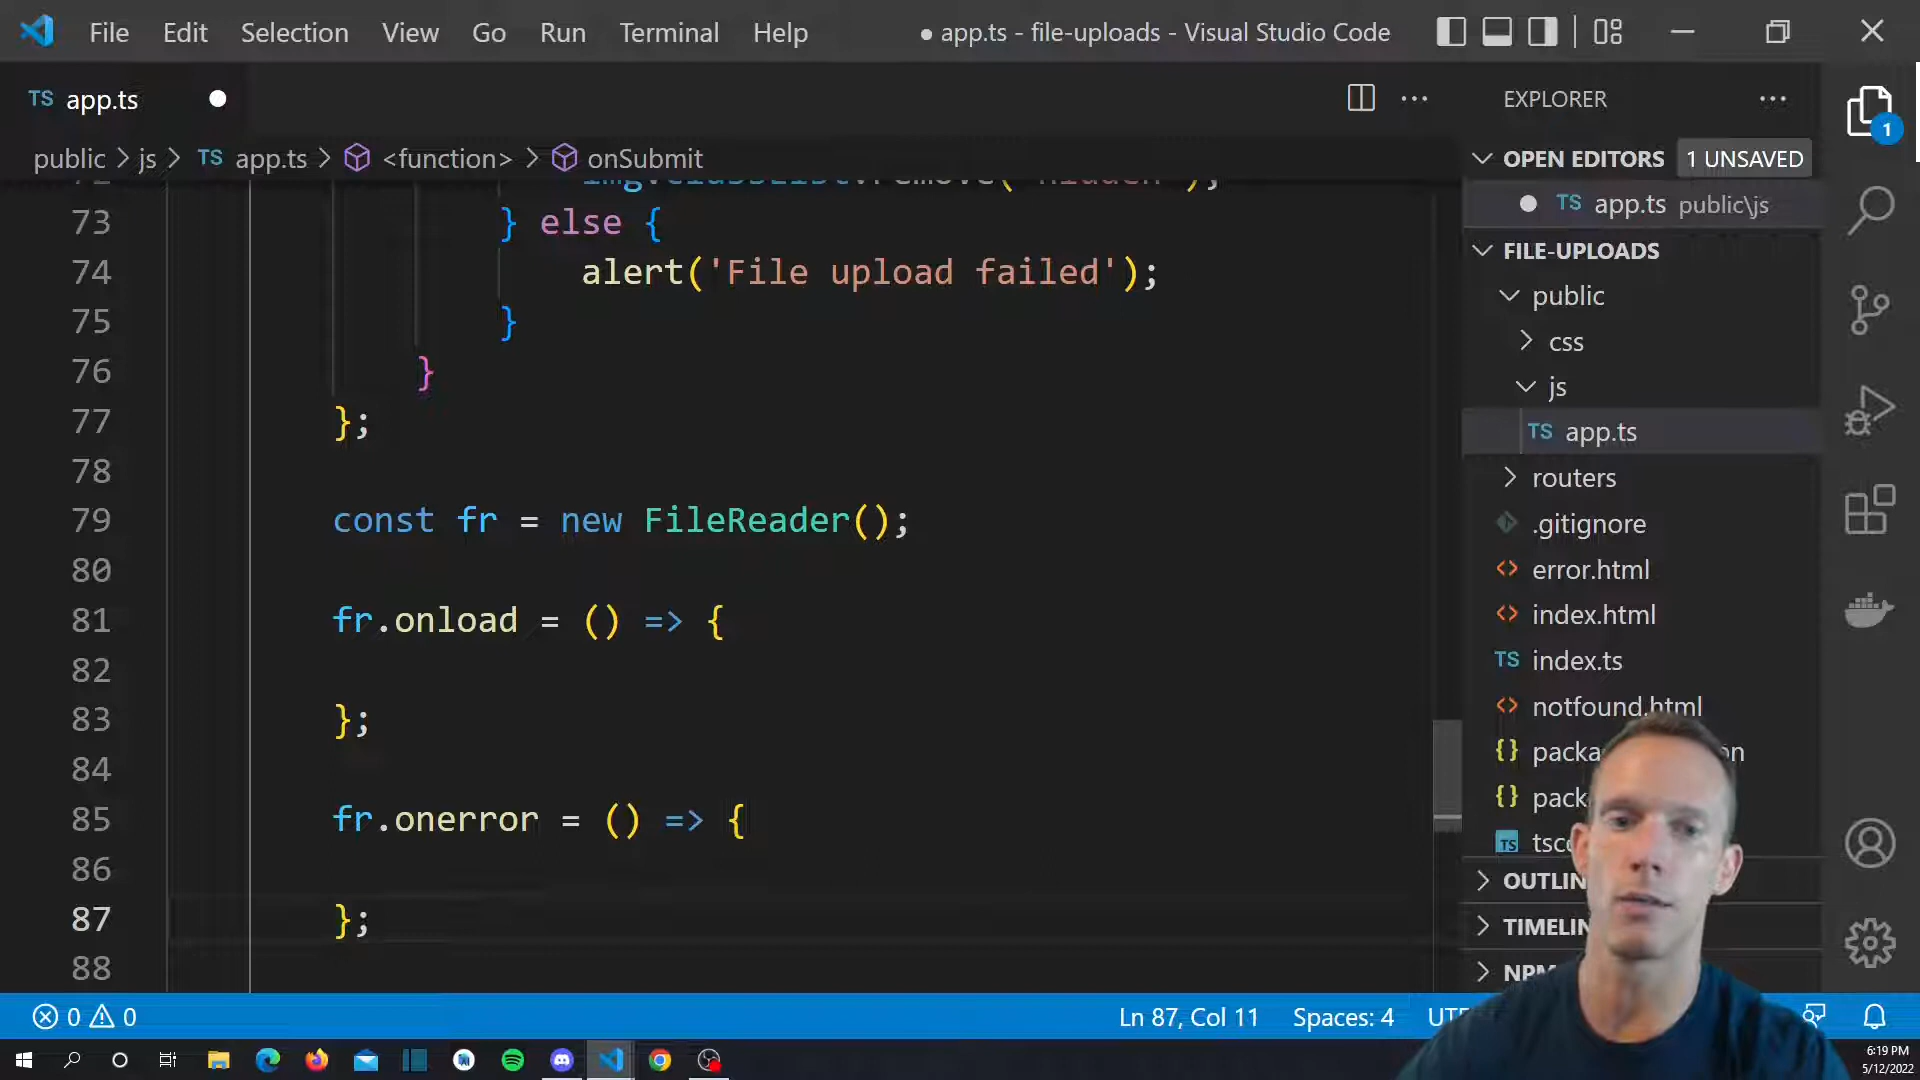 File Edit Selection View Go Run Terminal Help ● app.ts - file-uploads - Visual Studio Code
TS app.ts
EXPLORER
public > js > TS app.ts > <function> > onSubmit
OPEN EDITORS 1 UNSAVED
TS app.ts public\js
FILE-UPLOADS
public
css
js
TS app.ts
routers
.gitignore
error.html
index.html
TS index.ts
notfound.html
OUTLIN
TIMELIN
NPM
1
73 } else {
74 alert('File upload failed');
75 }
76 }
77 };
78
79 const fr = new FileReader();
80
81 fr.onload = () => {
82
83 };
84
85 fr.onerror = () => {
86
87 };
88
0 0 Ln 87, Col 11 Spaces: 4
6:19 PM
5/12/2022